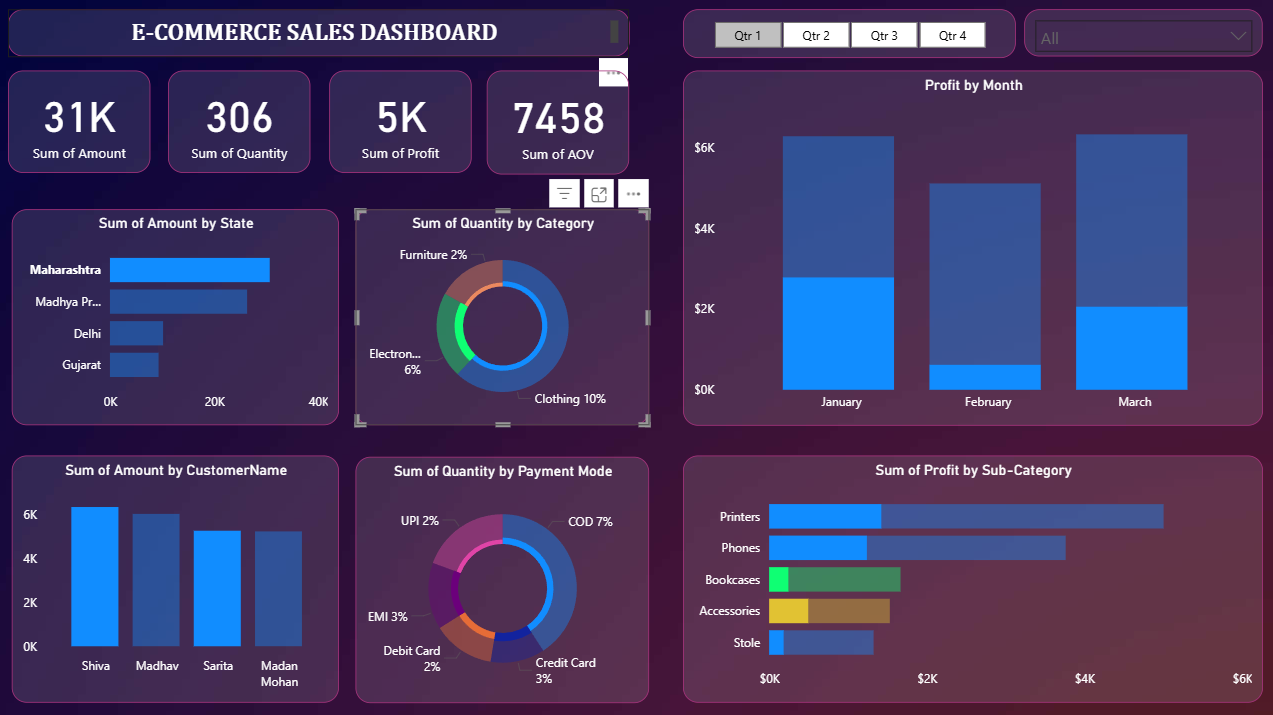 E-COMMERCE SALES DASHBOARD
Qtr 1
Qtr 2
Qtr 3
Qtr 4
All
31K
Sum of Amount
306
Sum of Quantity
5K
Sum of Profit
7458
Sum of AOV
Profit by Month
$6K
$4K
$2K
$0K
January
February
March
Sum of Amount by State
Maharashtra
Madhya Pr...
Delhi
Gujarat
0K
20K
40K
Sum of Quantity by Category
Furniture 2%
Electron...
6%
Clothing 10%
Sum of Amount by CustomerName
6K
4K
2K
0K
Shiva
Madhav
Sarita
Madan
Mohan
Sum of Quantity by Payment Mode
UPI 2%
COD 7%
EMI 3%
Debit Card
2%
Credit Card
3%
Sum of Profit by Sub-Category
Printers
Phones
Bookcases
Accessories
Stole
$0K
$2K
$4K
$6K